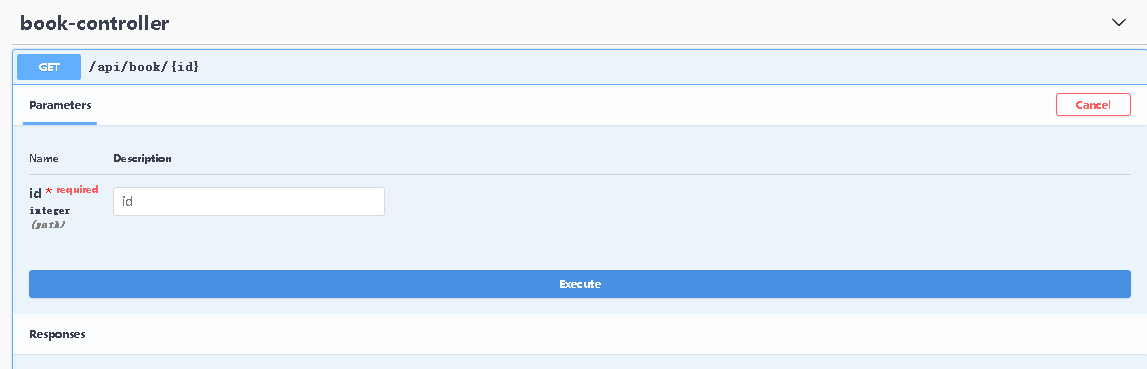 book-controller
GET /api/book/{id}
Parameters
Cancel
Name Description
id * required
id
integer
(path)
Execute
Responses